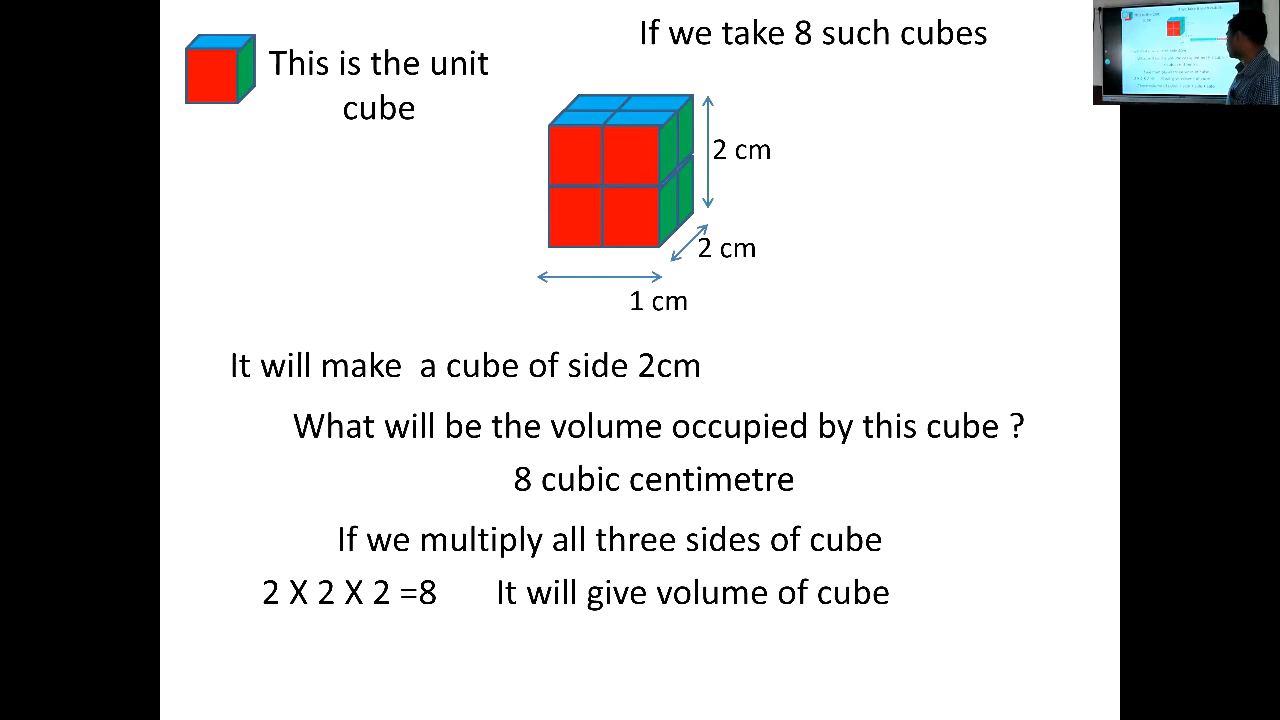 If we take 8 such cubes
This is the unit
cube
2 cm
2 cm
1 cm
It will make a cube of side 2cm
What will be the volume occupied by this cube ?
8 cubic centimetre
If we multiply all three sides of cube
2 X 2 X 2 =8 It will give volume of cube